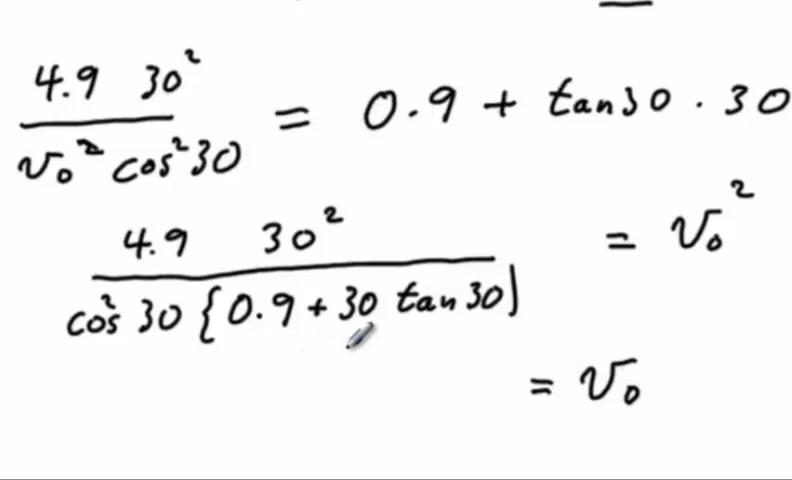 4.9 30² / v₀² cos²30 = 0.9 + tan30 . 30
4.9 30² / cos²30 {0.9 + 30 tan30} = v₀²
= v₀